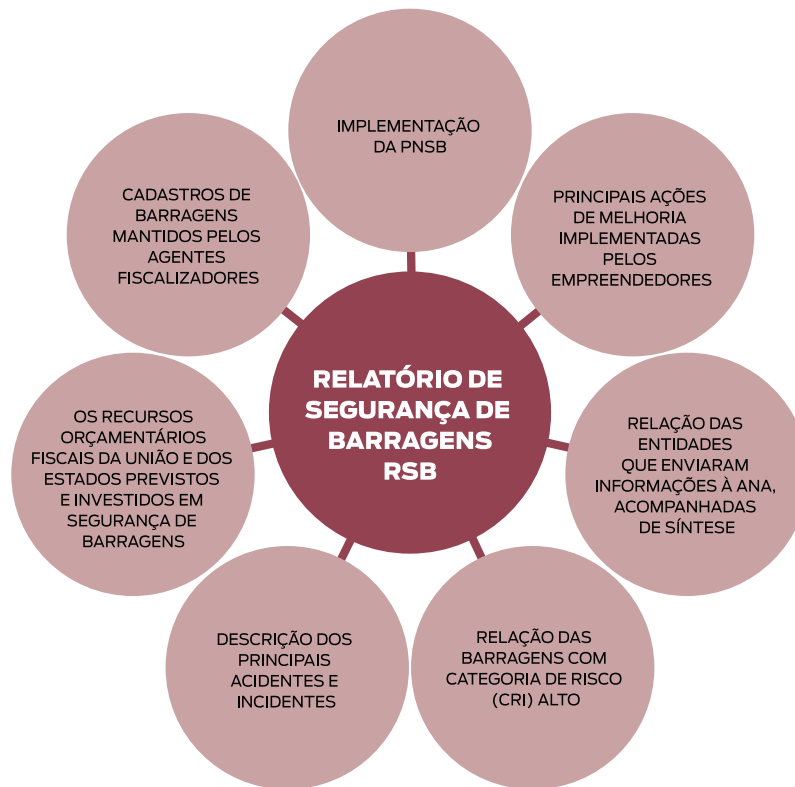 IMPLEMENTAÇÃO
DA PNSB
PRINCIPAIS AÇÕES
DE MELHORIA
IMPLEMENTADAS
PELOS
EMPREENDEDORES
RELAÇÃO DAS
ENTIDADES
QUE ENVIARAM
INFORMAÇÕES À ANA,
ACOMPANHADAS
DE SÍNTESE
RELAÇÃO DAS
BARRAGENS COM
CATEGORIA DE RISCO
(CRI) ALTO
DESCRIÇÃO DOS
PRINCIPAIS
ACIDENTES E
INCIDENTES
OS RECURSOS
ORÇAMENTÁRIOS
FISCAIS DA UNIÃO E DOS
ESTADOS PREVISTOS
E INVESTIDOS EM
SEGURANÇA DE
BARRAGENS
CADASTROS DE
BARRAGENS
MANTIDOS PELOS
AGENTES
FISCALIZADORES
RELATÓRIO DE
SEGURANÇA DE
BARRAGENS
RSB